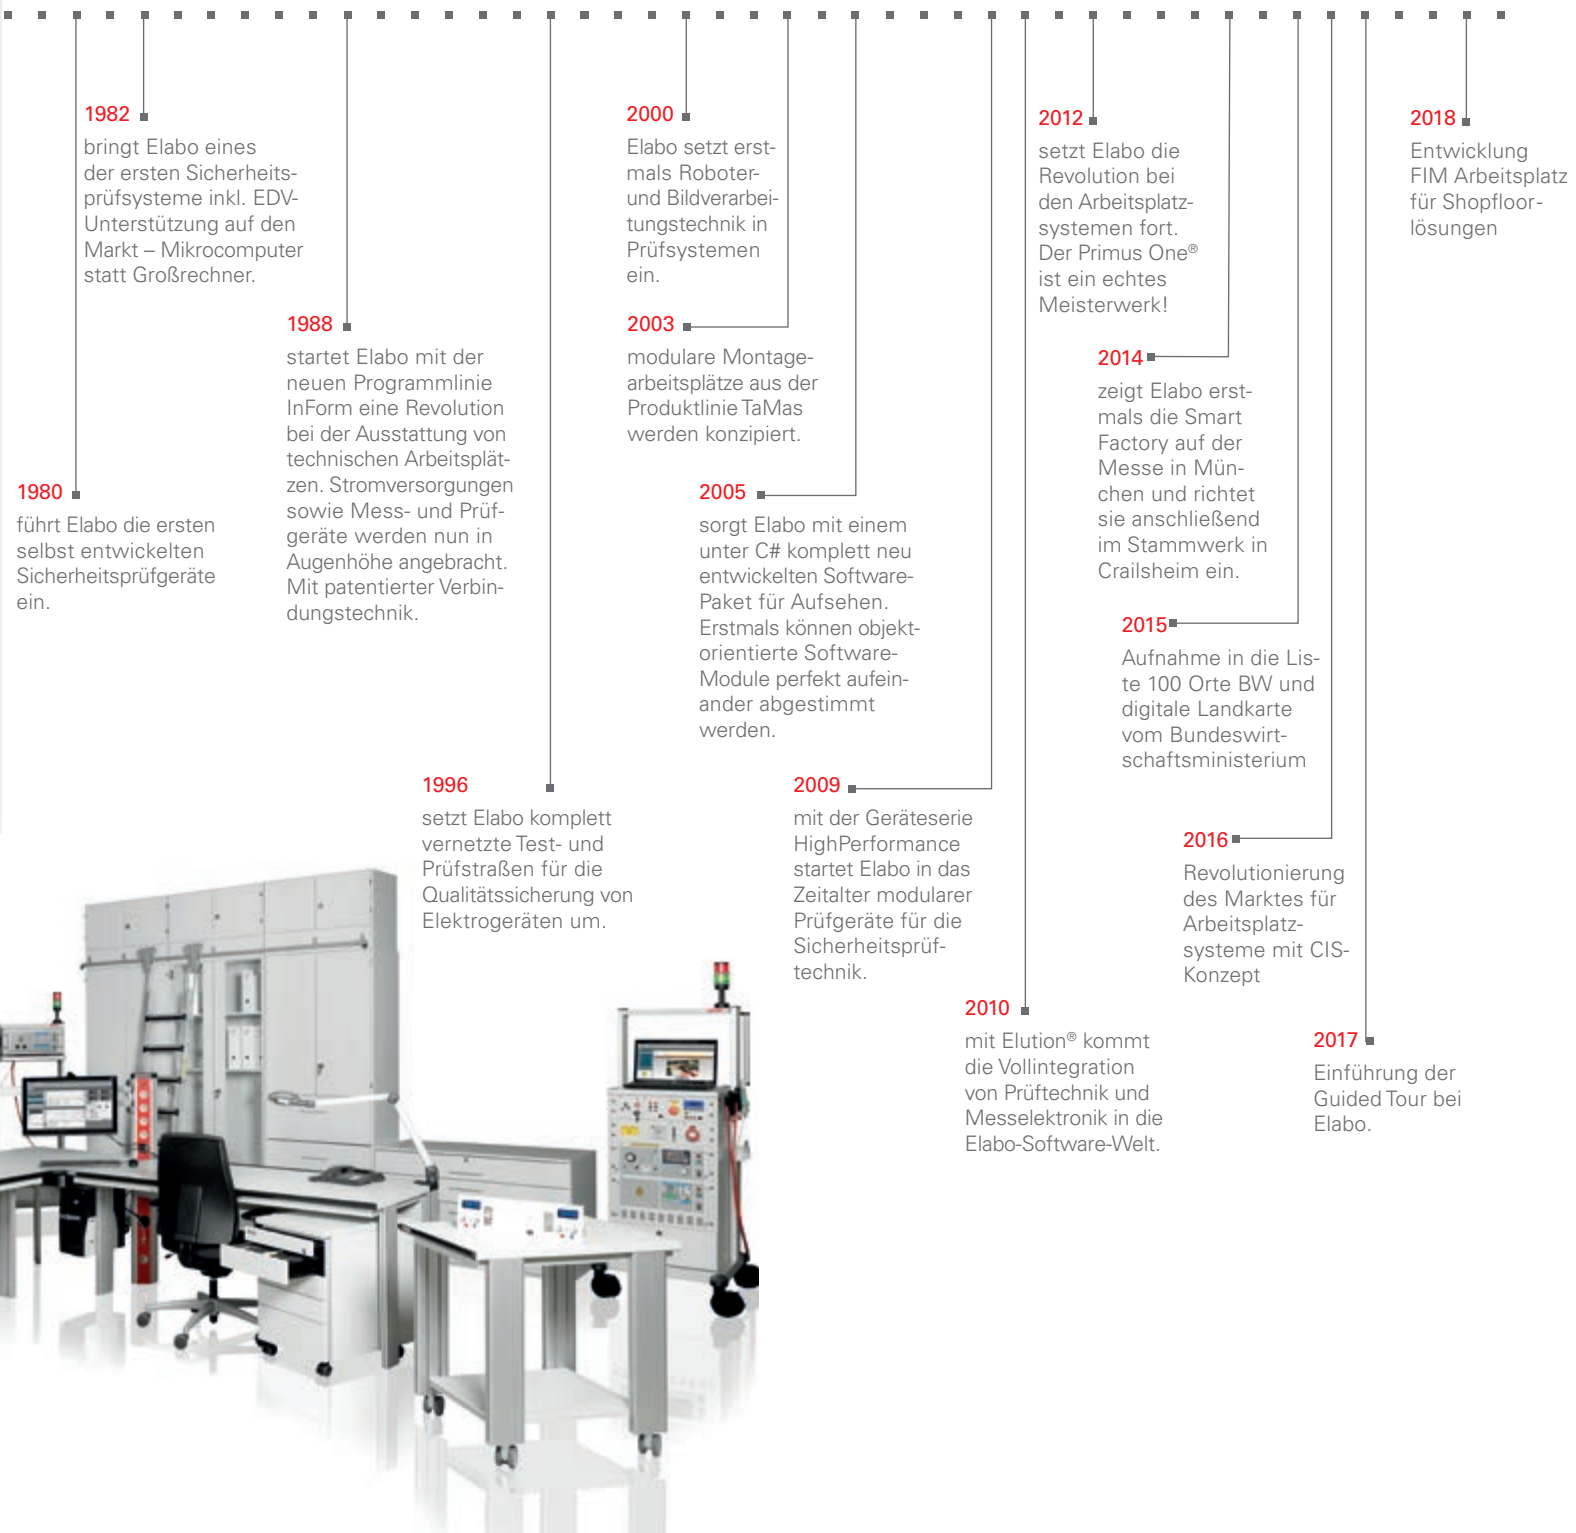 1980
führt Elabo die ersten
selbst entwickelten
Sicherheitsprüfgeräte
ein.
1982
bringt Elabo eines
der ersten Sicherheits-
prüfsysteme inkl. EDV-
Unterstützung auf den
Markt – Mikrocomputer
statt Großrechner.
1988
startet Elabo mit der
neuen Programmlinie
InForm eine Revolution
bei der Ausstattung von
technischen Arbeitsplät-
zen. Stromversorgungen
sowie Mess- und Prüf-
geräte werden nun in
Augenhöhe angebracht.
Mit patentierter Verbin-
dungstechnik.
1996
setzt Elabo komplett
vernetzte Test- und
Prüfstraßen für die
Qualitätssicherung von
Elektrogeräten um.
2000
Elabo setzt erst-
mals Roboter-
und Bildverarbei-
tungstechnik in
Prüfsystemen
ein.
2003
modulare Montage-
arbeitsplätze aus der
Produktlinie TaMas
werden konzipiert.
2005
sorgt Elabo mit einem
unter C# komplett neu
entwickelten Software-
Paket für Aufsehen.
Erstmals können objekt-
orientierte Software-
Module perfekt aufein-
ander abgestimmt
werden.
2009
mit der Geräteserie
HighPerformance
startet Elabo in das
Zeitalter modularer
Prüfgeräte für die
Sicherheitsprüf-
technik.
2010
mit Elution® kommt
die Vollintegration
von Prüftechnik und
Messelektronik in die
Elabo-Software-Welt.
2012
setzt Elabo die
Revolution bei
den Arbeitsplatz-
systemen fort.
Der Primus One®
ist ein echtes
Meisterwerk!
2014
zeigt Elabo erst-
mals die Smart
Factory auf der
Messe in Mün-
chen und richtet
sie anschließend
im Stammwerk in
Crailsheim ein.
2015
Aufnahme in die Lis-
te 100 Orte BW und
digitale Landkarte
vom Bundeswirt-
schaftsministerium
2016
Revolutionierung
des Marktes für
Arbeitsplatz-
systeme mit CIS-
Konzept
2017
Einführung der
Guided Tour bei
Elabo.
2018
Entwicklung
FIM Arbeitsplatz
für Shopfloor-
lösungen